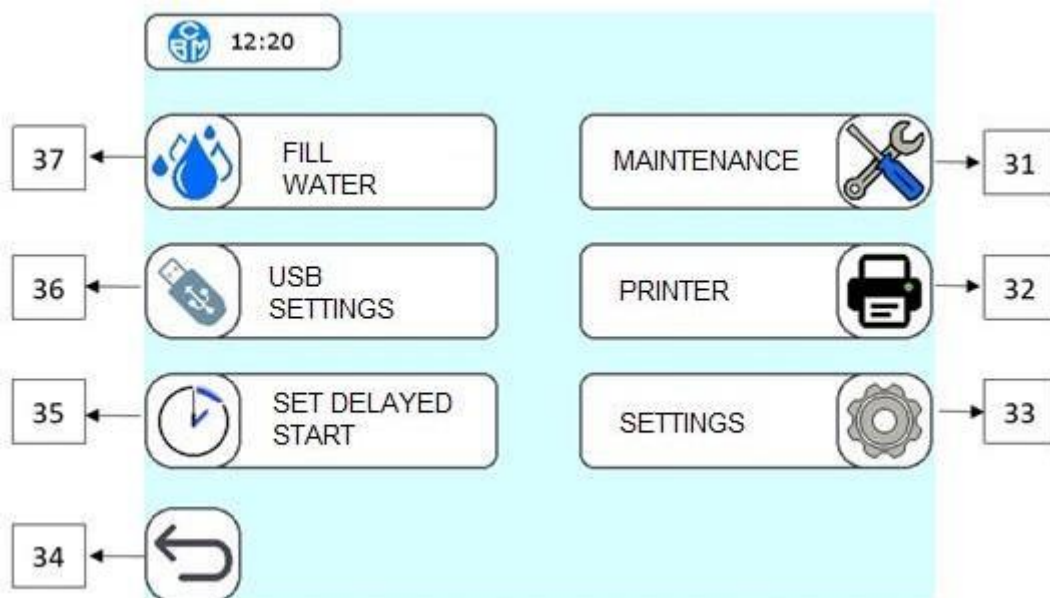 CBM 12:20
37
FILL
WATER
MAINTENANCE
31
36
USB
SETTINGS
PRINTER
32
35
SET DELAYED
START
SETTINGS
33
34